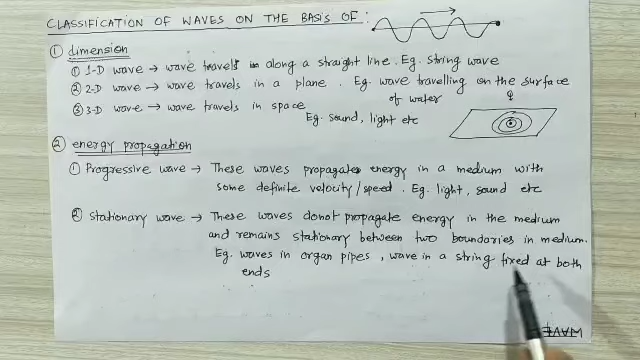 CLASSIFICATION OF WAVES ON THE BASIS OF :
① dimension
① 1-D wave → wave travels along a straight line. Eg. string wave
② 2-D wave → wave travels in a plane. Eg wave travelling on the surface
of water
③ 3-D wave → wave travels in space
Eg. sound, light etc
② energy propagation
① Progressive wave → These waves propagate energy in a medium with
some definite velocity/speed. Eg. light, sound etc
② Stationary wave → These waves donot propagate energy in the medium
and remains stationary between two boundaries in medium.
Eg. waves in organ pipes, wave in a string fixed at both
ends